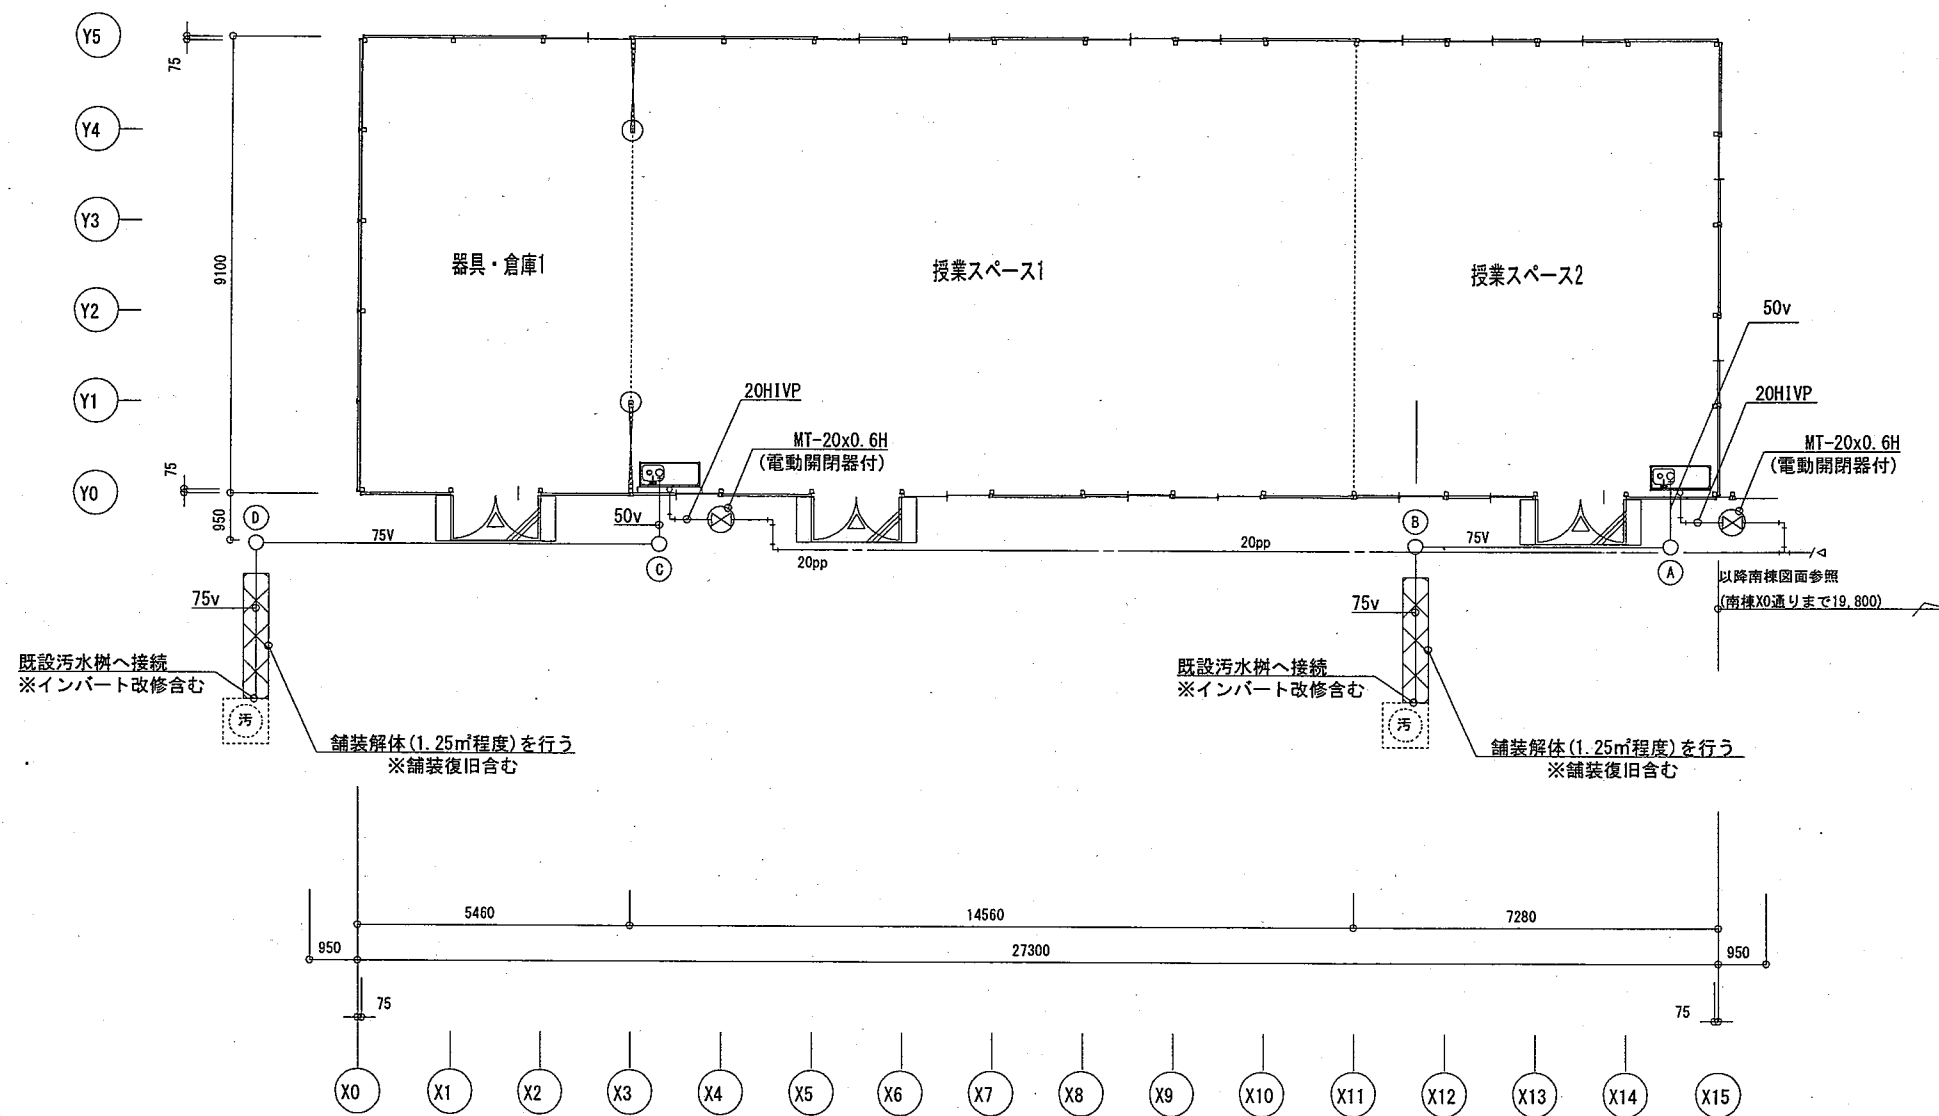 Y5
75
Y4
Y3
9100
器具・倉庫1
授業スペース1
授業スペース2
Y2
50v
Y1
20HIVP
20HIVP
MT-20x0.6H
(電動開閉器付)
MT-20x0.6H
(電動開閉器付)
75
Y0
950
D
75V
50v
C
20pp
20pp
B
75V
A
以降南棟図面参照
(南棟X0通りまで19,800)
75v
75v
既設汚水桝へ接続
※インバート改修含む
汚
既設汚水桝へ接続
※インバート改修含む
汚
舗装解体(1.25㎡程度)を行う
※舗装復旧含む
舗装解体(1.25㎡程度)を行う
※舗装復旧含む
5460
14560
7280
950
27300
950
75
75
X0
X1
X2
X3
X4
X5
X6
X7
X8
X9
X10
X11
X12
X13
X14
X15